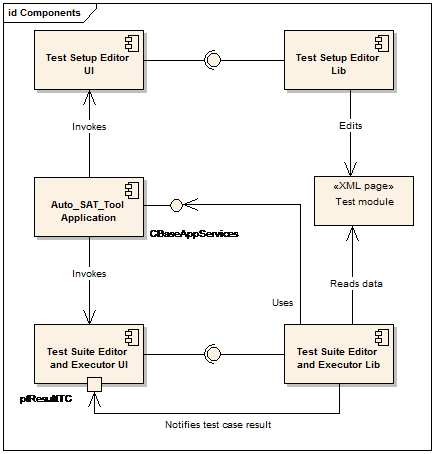 id Components
Test Setup Editor
UI
Test Setup Editor
Lib
Invokes
Edits
Auto_SAT_Tool
Application
CBaseAppServices
«XML page»
Test module
Invokes
Reads data
Uses
Test Suite Editor
and Executor UI
Test Suite Editor
and Executor Lib
ptResultTC
Notifies test case result